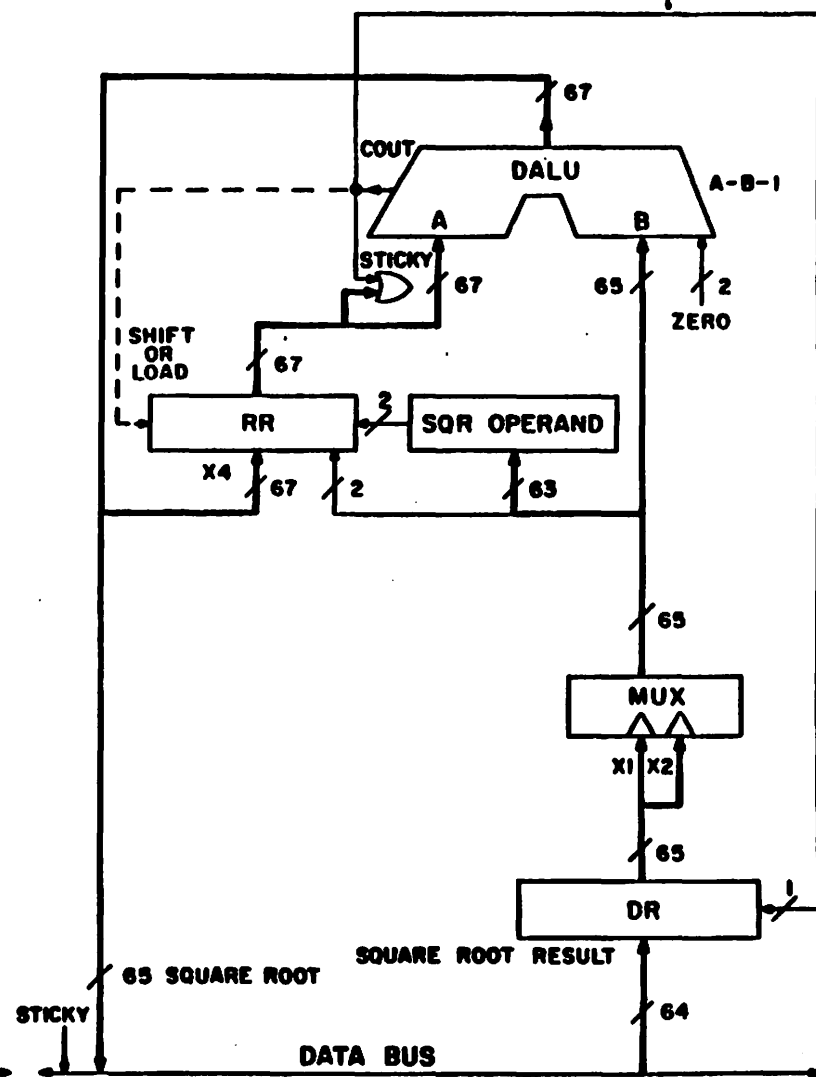 1
67
COUT
DALU
A-B-1
A
B
STICKY
67
65
2
ZERO
SHIFT
OR
LOAD
67
2
RR
SQR OPERAND
X4
67
2
63
65
MUX
X1
X2
65
1
DR
SQUARE ROOT RESULT
65 SQUARE ROOT
STICKY
64
DATA BUS